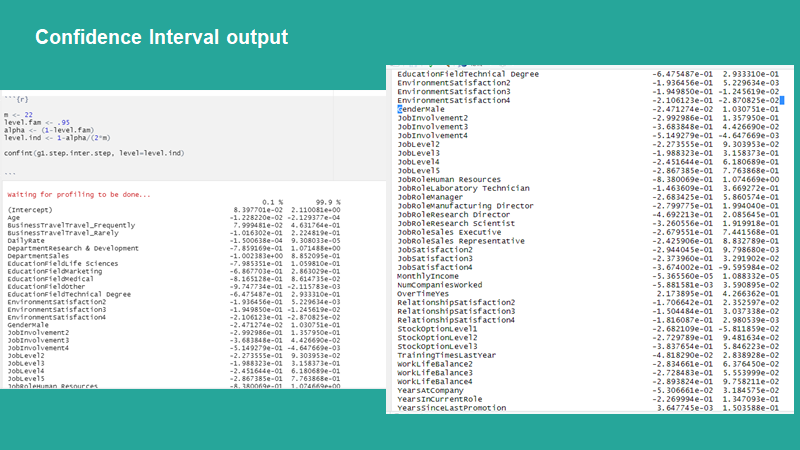 Confidence Interval output
```{r}
m <- 22
level.fam <- .95
alpha <- (1-level.fam)
level.ind <- 1-alpha/(2*m)
confint(g1.step.inter.step, level=level.ind)
```
Waiting for profiling to be done...
0.1 % 99.9 %
(Intercept) 8.397701e-02 2.110081e+00
Age -1.228220e-02 -2.129377e-04
BusinessTravelTravel_Frequently 7.999481e-02 4.631764e-01
BusinessTravelTravel_Rarely -1.016302e-01 2.224819e-01
DailyRate -1.500638e-04 9.308033e-05
DepartmentResearch & Development -7.859169e-01 1.071488e+00
DepartmentSales -1.002383e+00 8.852095e-01
EducationFieldLife Sciences -7.985351e-01 1.059810e-01
EducationFieldMarketing -6.867703e-01 2.863029e-01
EducationFieldMedical -8.165128e-01 8.614735e-02
EducationFieldOther -9.747734e-01 -2.115783e-02
EducationFieldTechnical Degree -6.475487e-01 2.933310e-01
EnvironmentSatisfaction2 -1.936456e-01 5.229634e-03
EnvironmentSatisfaction3 -1.949850e-01 -1.245619e-02
EnvironmentSatisfaction4 -2.106123e-01 -2.870825e-02
GenderMale -2.471274e-02 1.030751e-01
JobInvolvement2 -2.992986e-01 1.357950e-01
JobInvolvement3 -3.683848e-01 4.426690e-02
JobInvolvement4 -5.149279e-01 -4.647669e-03
JobLevel2 -2.273555e-01 9.303953e-02
JobLevel3 -1.988323e-01 3.158373e-01
JobLevel4 -2.451644e-01 6.180689e-01
JobLevel5 -2.867385e-01 7.763868e-01
JobRoleHuman Resources -8.380069e-01 1.074669e+00
EducationFieldTechnical Degree -6.475487e-01 2.933310e-01
EnvironmentSatisfaction2 -1.936456e-01 5.229634e-03
EnvironmentSatisfaction3 -1.949850e-01 -1.245619e-02
EnvironmentSatisfaction4 -2.106123e-01 -2.870825e-02
GenderMale -2.471274e-02 1.030751e-01
JobInvolvement2 -2.992986e-01 1.357950e-01
JobInvolvement3 -3.683848e-01 4.426690e-02
JobInvolvement4 -5.149279e-01 -4.647669e-03
JobLevel2 -2.273555e-01 9.303953e-02
JobLevel3 -1.988323e-01 3.158373e-01
JobLevel4 -2.451644e-01 6.180689e-01
JobLevel5 -2.867385e-01 7.763868e-01
JobRoleHuman Resources -8.380069e-01 1.074669e+00
JobRoleLaboratory Technician -1.463609e-01 3.669272e-01
JobRoleManager -2.683425e-01 5.860574e-01
JobRoleManufacturing Director -2.799775e-01 1.994040e-01
JobRoleResearch Director -4.692213e-01 2.085645e-01
JobRoleResearch Scientist -3.260556e-01 1.919918e-01
JobRoleSales Executive -2.679551e-01 7.441568e-01
JobRoleSales Representative -2.425906e-01 8.832789e-01
JobSatisfaction2 -2.944045e-01 9.798680e-03
JobSatisfaction3 -2.373960e-01 3.291902e-02
JobSatisfaction4 -3.674002e-01 -9.595984e-02
MonthlyIncome -5.365560e-05 1.088332e-05
NumCompaniesWorked -5.881581e-03 3.590895e-02
OverTimeYes 2.173895e-01 4.266362e-01
RelationshipSatisfaction2 -1.706642e-01 2.352597e-02
RelationshipSatisfaction3 -1.504484e-01 3.037338e-02
RelationshipSatisfaction4 -1.816087e-01 2.980539e-03
StockOptionLevel1 -2.682109e-01 -5.811859e-02
StockOptionLevel2 -2.729789e-01 9.481634e-02
StockOptionLevel3 -3.837654e-01 5.846223e-02
TrainingTimesLastYear -4.818290e-02 2.838928e-02
WorkLifeBalance2 -2.834661e-01 6.376450e-02
WorkLifeBalance3 -2.728483e-01 5.553999e-02
WorkLifeBalance4 -2.893824e-01 9.758211e-02
YearsAtCompany -5.306661e-02 3.184575e-02
YearsInCurrentRole -2.269994e-01 1.347093e-01
YearsSinceLastPromotion 3.647745e-03 1.503588e-01